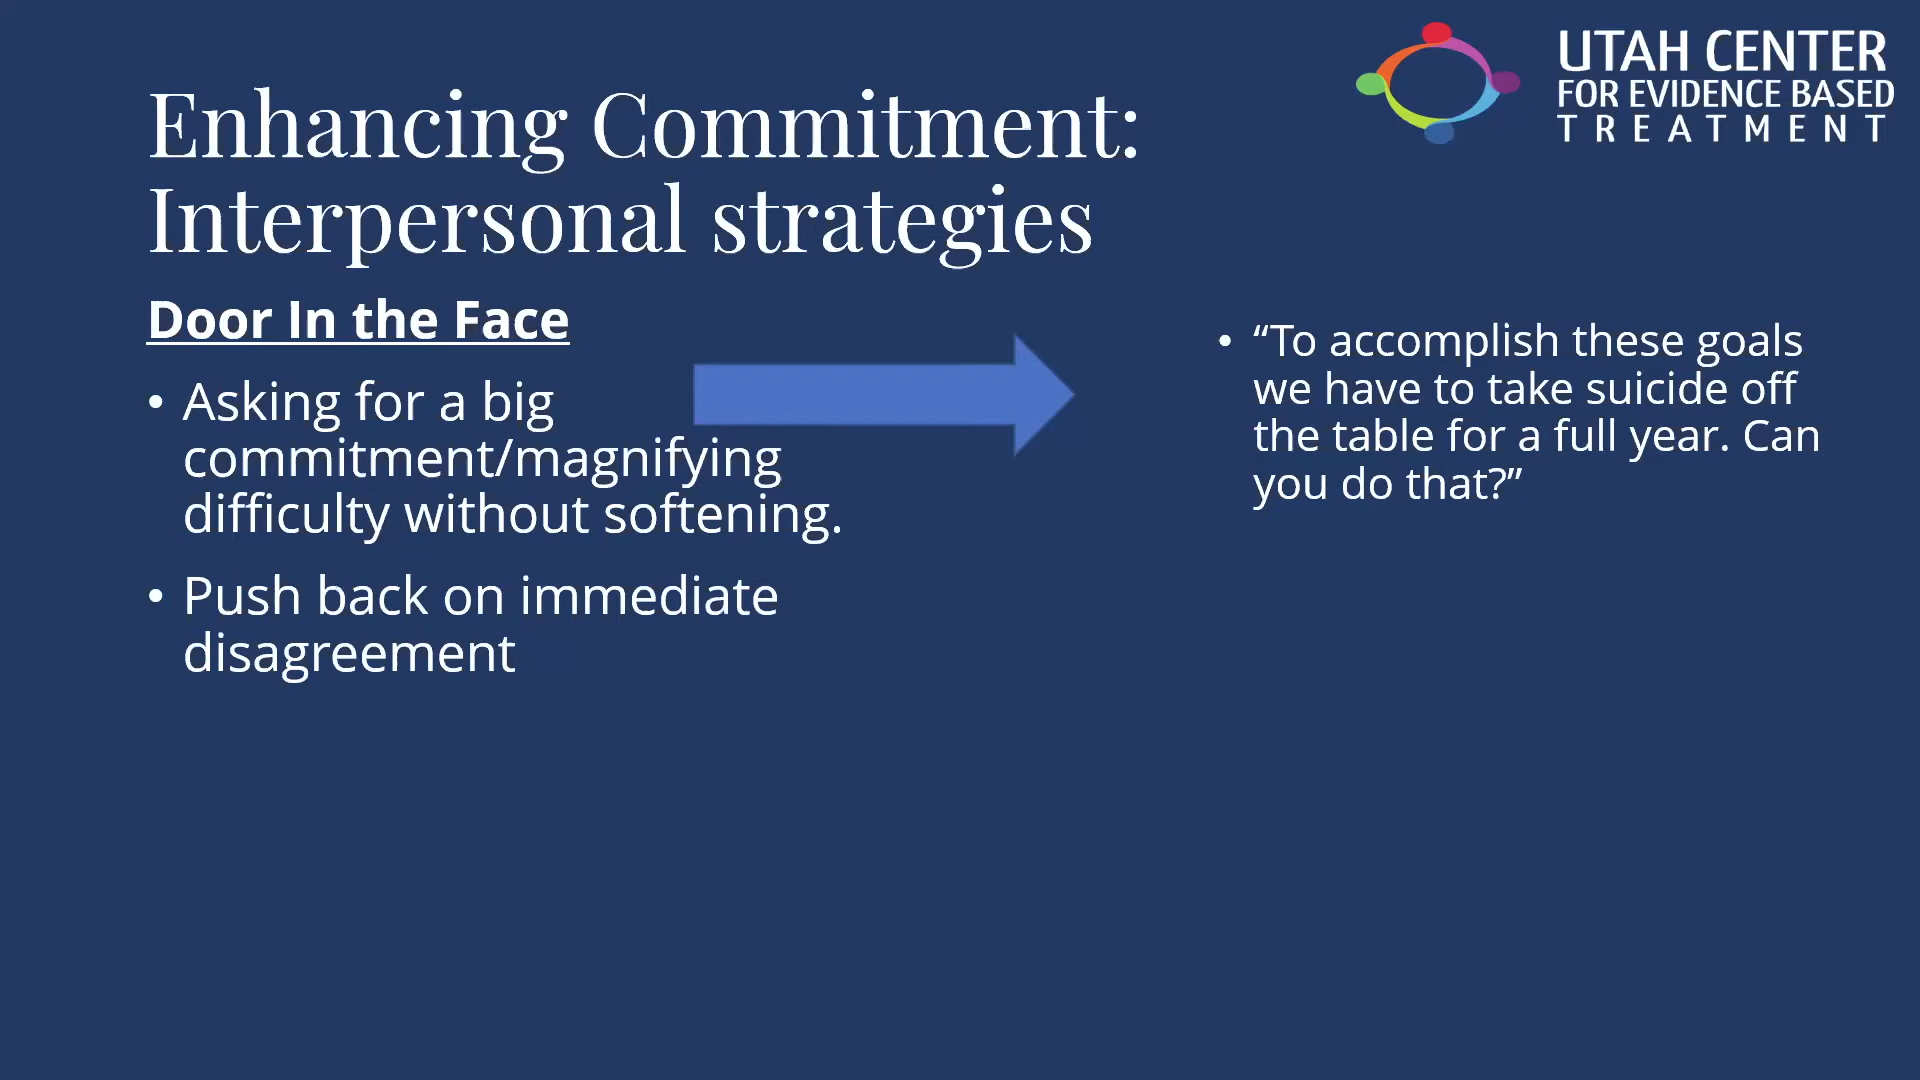 UTAH CENTER
FOR EVIDENCE BASED
TREATMENT
Enhancing Commitment:
Interpersonal strategies
Door In the Face
• Asking for a big
commitment/magnifying
difficulty without softening.
• Push back on immediate
disagreement
• “To accomplish these goals
we have to take suicide off
the table for a full year. Can
you do that?”